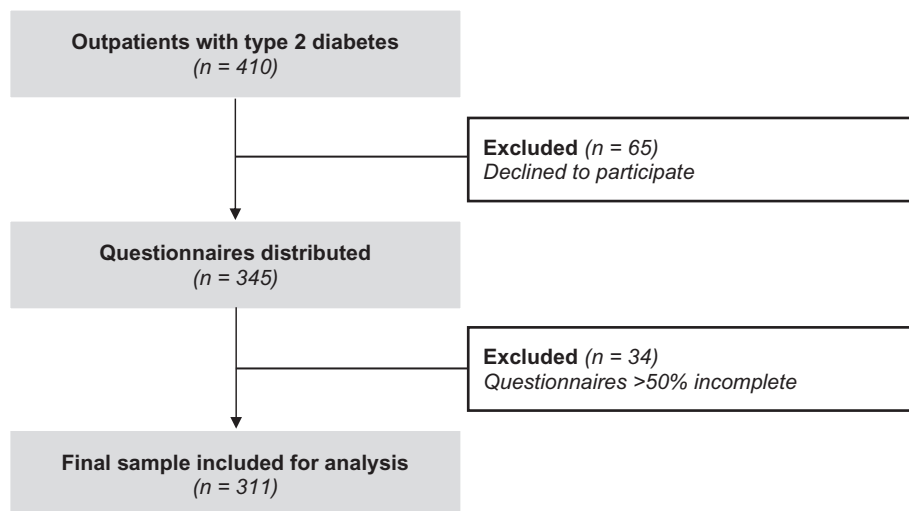 Outpatients with type 2 diabetes
(n = 410)
Excluded (n = 65)
Declined to participate
Questionnaires distributed
(n = 345)
Excluded (n = 34)
Questionnaires >50% incomplete
Final sample included for analysis
(n = 311)